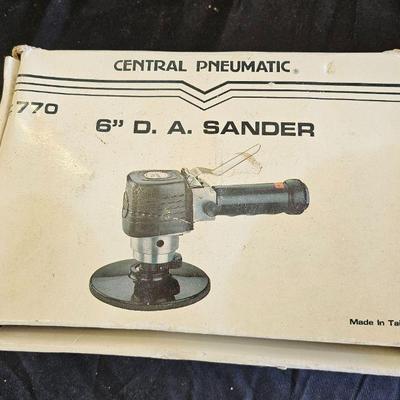 CENTRAL PNEUMATIC®
770
6” D. A. SANDER
Made In